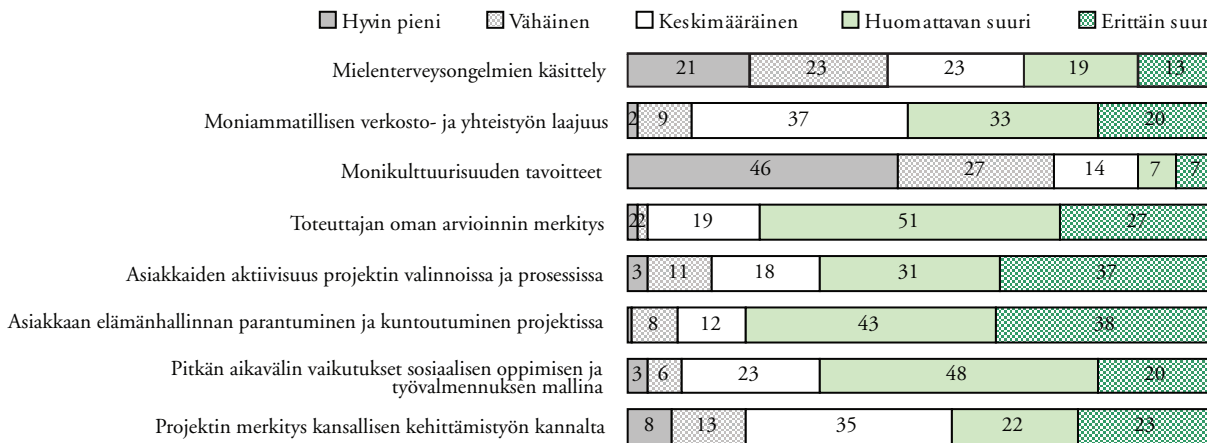 Hyvin pieni Vähäinen Keskimääräinen Huomattavan suuri Erittäin suuri
Mielenterveysongelmien käsittely 21 23 23 19 13
Moniammatillisen verkosto- ja yhteistyön laajuus 2 9 37 33 20
Monikulttuurisuuden tavoitteet 46 27 14 7 7
Toteuttajan oman arvioinnin merkitys 2 2 19 51 27
Asiakkaiden aktiivisuus projektin valinnoissa ja prosessissa 3 11 18 31 37
Asiakkaan elämänhallinnan parantuminen ja kuntoutuminen projektissa 8 12 43 38
Pitkän aikavälin vaikutukset sosiaalisen oppimisen ja
työvalmennuksen mallina 3 6 23 48 20
Projektin merkitys kansallisen kehittämistyön kannalta 8 13 35 22 23